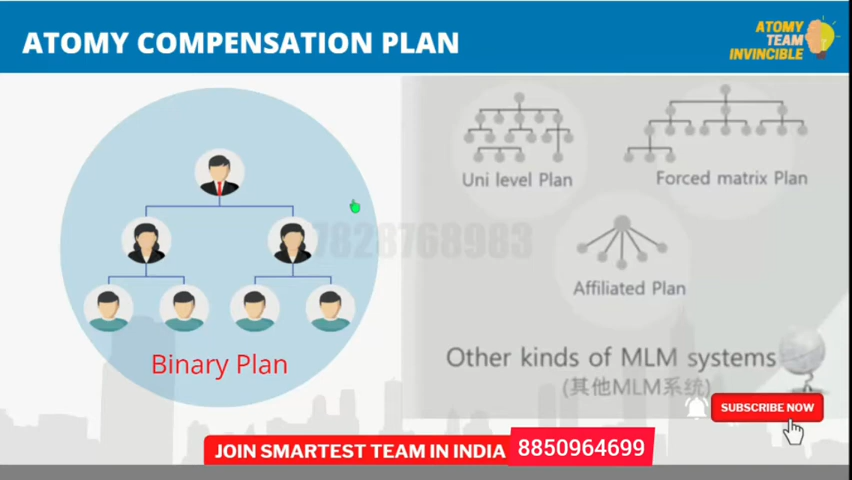 ATOMY COMPENSATION PLAN
ATOMY
TEAM
INVINCIBLE
Uni level Plan
Forced matrix Plan
7828768983
Affiliated Plan
Binary Plan
Other kinds of MLM systems
(其他MLM系统)
SUBSCRIBE NOW
JOIN SMARTEST TEAM IN INDIA 8850964699